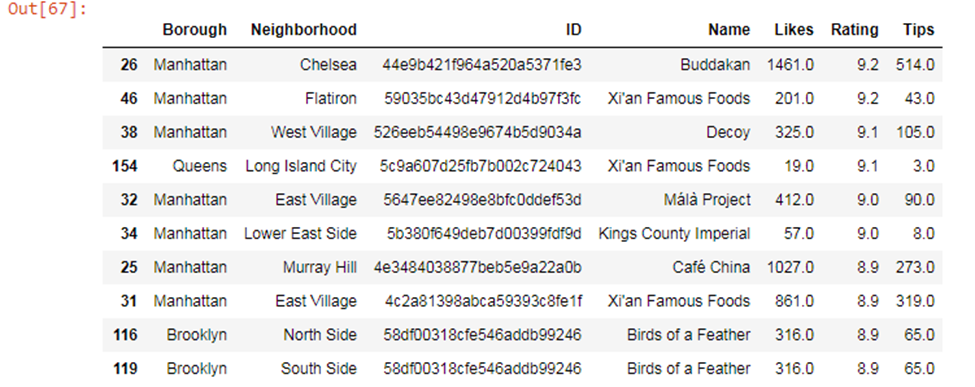 Out[67]:
Borough Neighborhood ID Name Likes Rating Tips
26 Manhattan Chelsea 44e9b421f964a520a5371fe3 Buddakan 1461.0 9.2 514.0
46 Manhattan Flatiron 59035bc43d47912d4b97f3fc Xi'an Famous Foods 201.0 9.2 43.0
38 Manhattan West Village 526eeb54498e9674b5d9034a Decoy 325.0 9.1 105.0
154 Queens Long Island City 5c9a607d25fb7b002c724043 Xi'an Famous Foods 19.0 9.1 3.0
32 Manhattan East Village 5647ee82498e8bfc0ddef53d Málà Project 412.0 9.0 90.0
34 Manhattan Lower East Side 5b380f649deb7d00399fdf9d Kings County Imperial 57.0 9.0 8.0
25 Manhattan Murray Hill 4e3484038877beb5e9a22a0b Café China 1027.0 8.9 273.0
31 Manhattan East Village 4c2a81398abca59393c8fe1f Xi'an Famous Foods 861.0 8.9 319.0
116 Brooklyn North Side 58df00318cfe546addb99246 Birds of a Feather 316.0 8.9 65.0
119 Brooklyn South Side 58df00318cfe546addb99246 Birds of a Feather 316.0 8.9 65.0